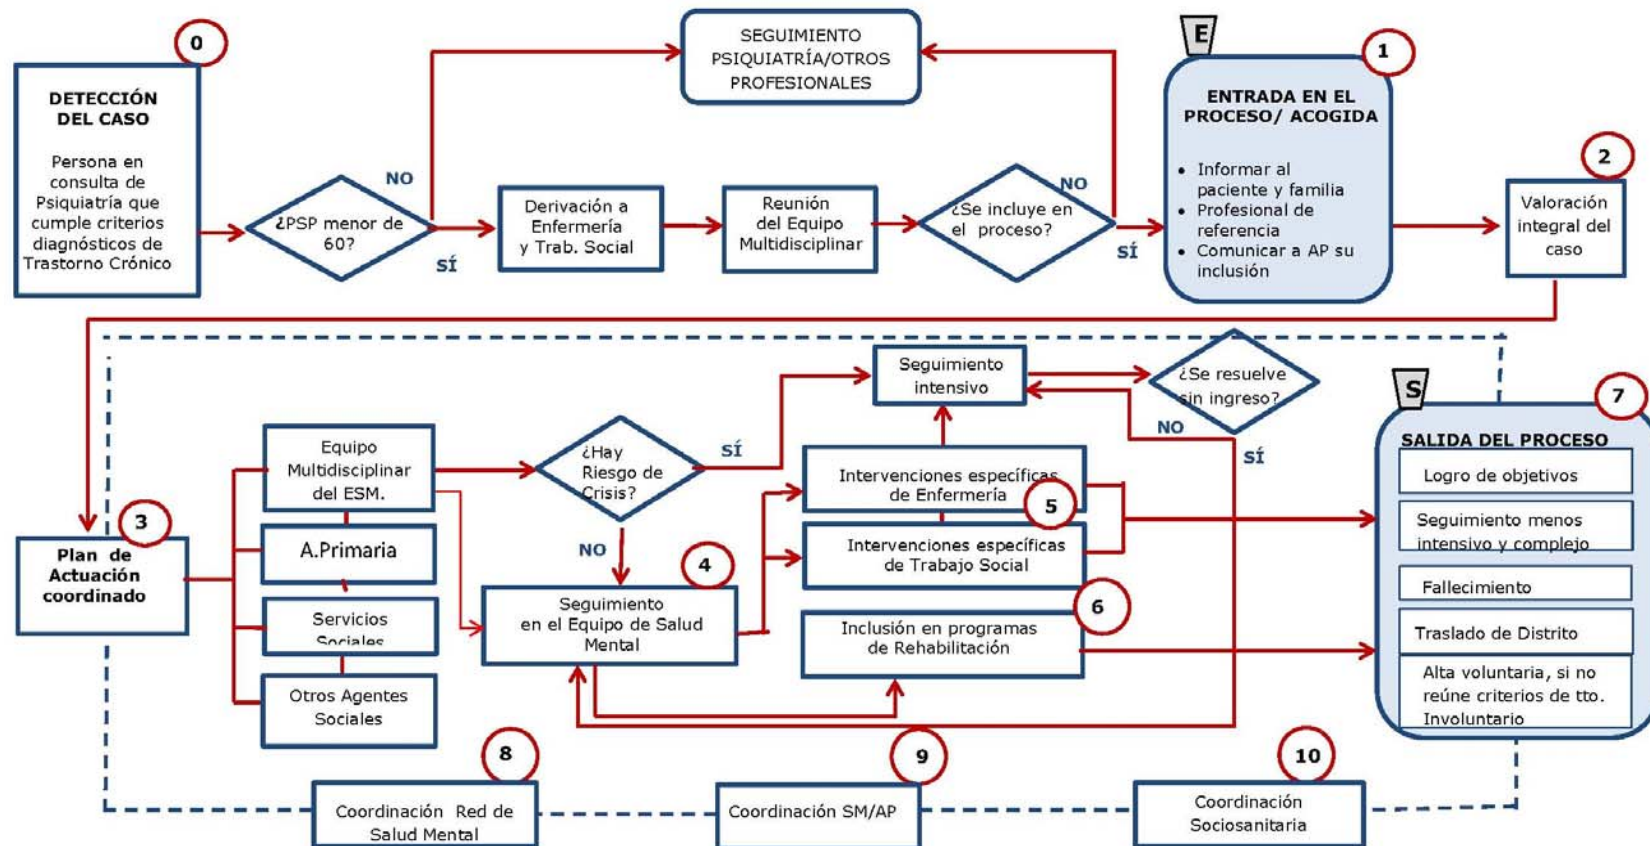 0
DETECCIÓN
DEL CASO
Persona en
consulta de
Psiquiatría que
cumple criterios
diagnósticos de
Trastorno Crónico
¿PSP menor de
60?
NO
SÍ
SEGUIMIENTO
PSIQUIATRÍA/OTROS
PROFESIONALES
Derivación a
Enfermería
y Trab. Social
Reunión
del Equipo
Multidisciplinar
¿Se incluye en
el proceso?
NO
SÍ
E
1
ENTRADA EN EL
PROCESO/ ACOGIDA
• Informar al
paciente y familia
• Profesional de
referencia
• Comunicar a AP su
inclusión
2
Valoración
integral del
caso
3
Plan de
Actuación
coordinado
Equipo
Multidisciplinar
del ESM.
A.Primaria
Servicios
Sociales
Otros Agentes
Sociales
¿Hay
Riesgo de
Crisis?
SÍ
NO
Seguimiento
intensivo
¿Se resuelve
sin ingreso?
NO
SÍ
4
Seguimiento
en el Equipo de Salud
Mental
Intervenciones específicas
de Enfermería
5
Intervenciones específicas
de Trabajo Social
6
Inclusión en programas
de Rehabilitación
S
7
SALIDA DEL PROCESO
Logro de objetivos
Seguimiento menos
intensivo y complejo
Fallecimiento
Traslado de Distrito
Alta voluntaria, si no
reúne criterios de tto.
Involuntario
8
Coordinación Red de
Salud Mental
9
Coordinación SM/AP
10
Coordinación
Sociosanitaria